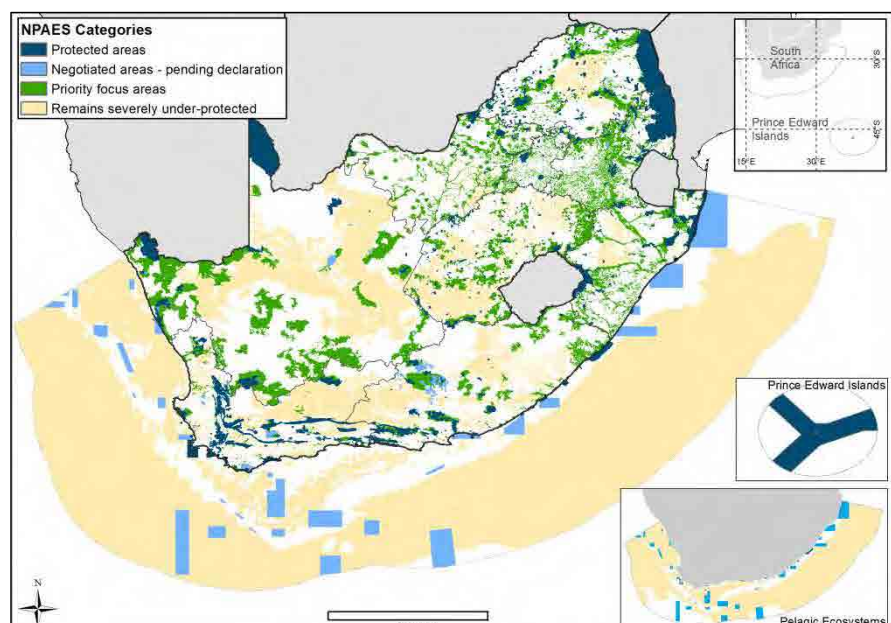 NPAES Categories
Protected areas
Negotiated areas - pending declaration
Priority focus areas
Remains severely under-protected
South
Africa
30°S
Prince Edward
Islands
45°S
15°E
30°E
Prince Edward Islands
N
Pelagic Ecosystems